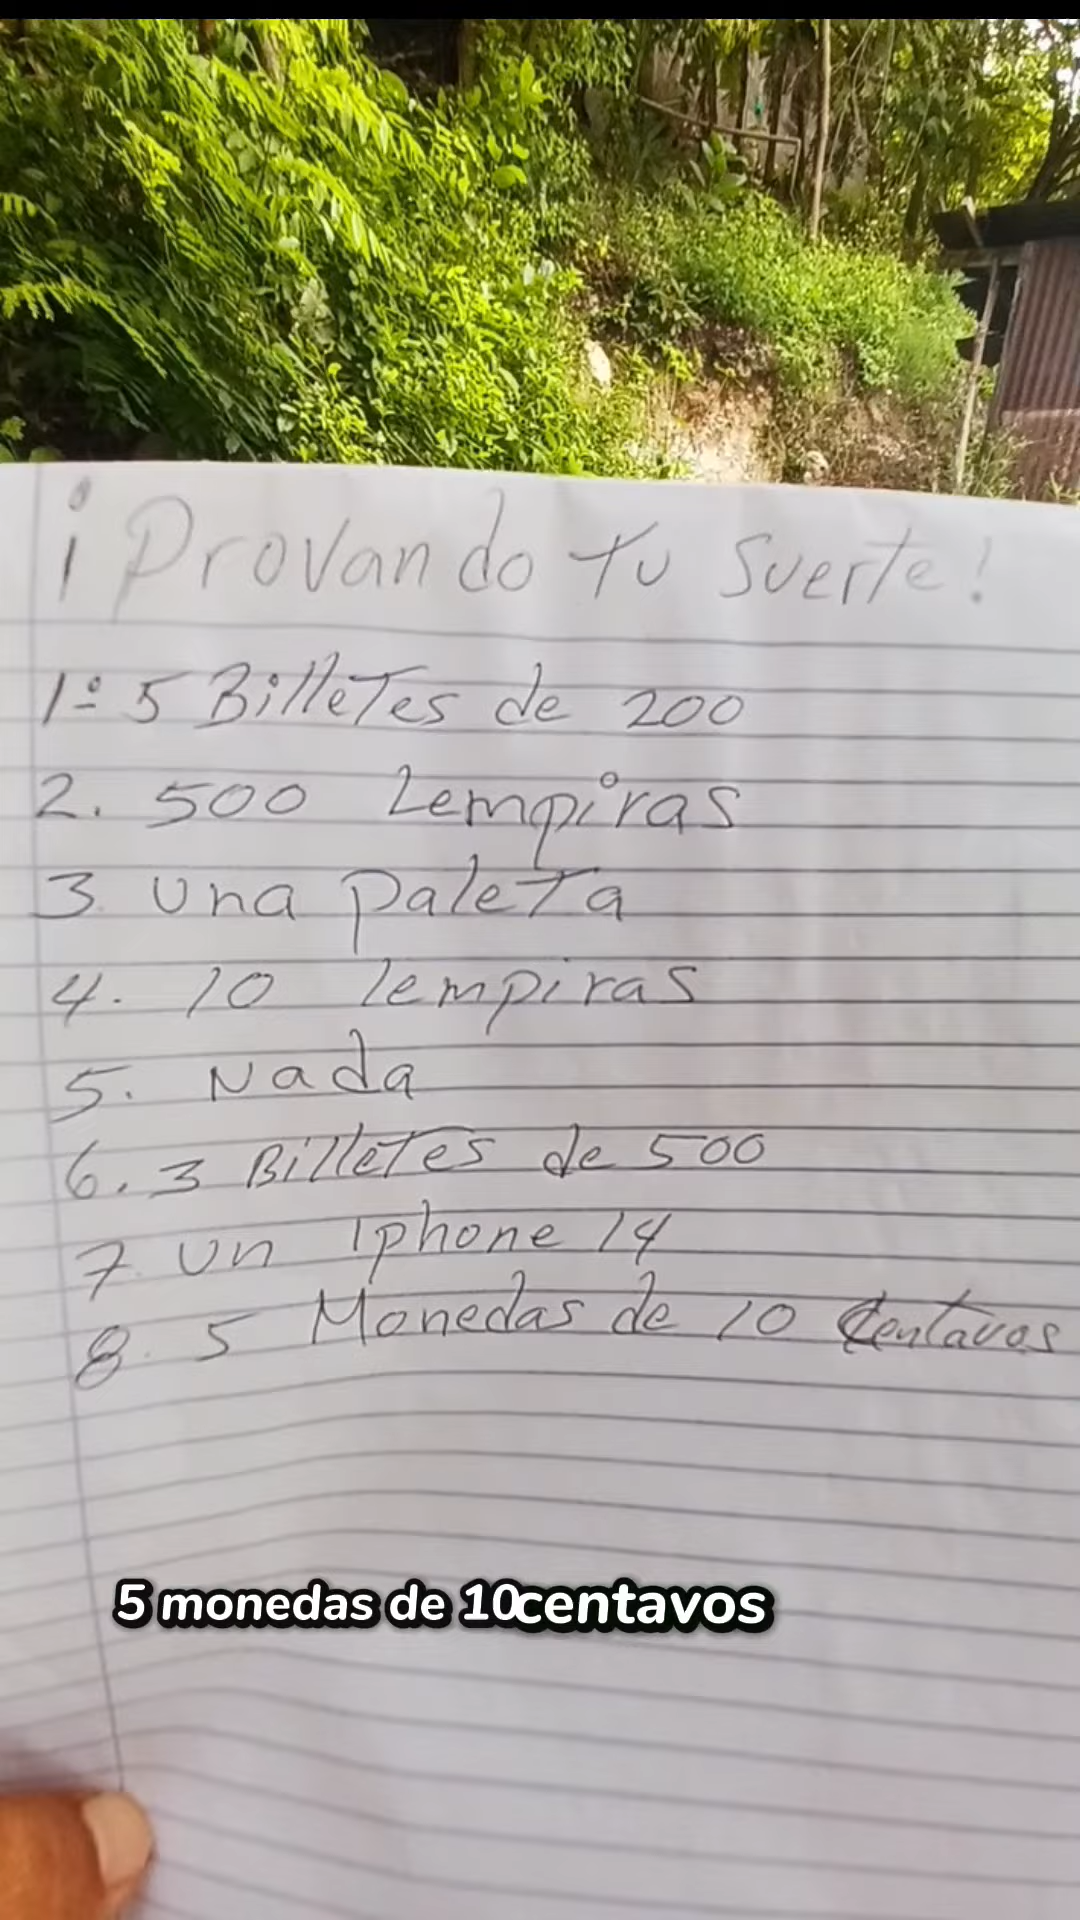 ¡Provando tu suerte!
1º 5 Billetes de 200
2. 500 Lempiras
3. una paleta
4. 10 lempiras
5. Nada
6. 3 Billetes de 500
7. un Iphone 14
8. 5 Monedas de 10 Centavos
5 monedas de 10centavos